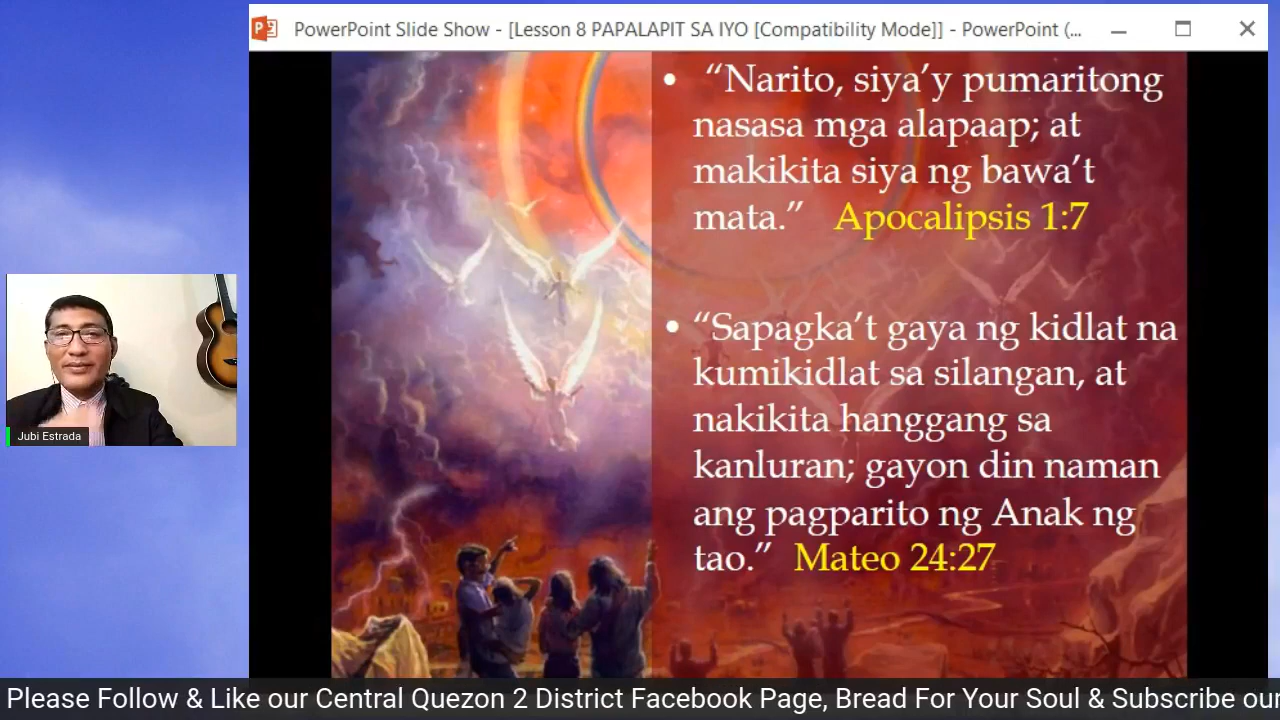 PowerPoint Slide Show - [Lesson 8 PAPALAPIT SA IYO [Compatibility Mode]] - PowerPoint (...
• “Narito, siya’y pumaritong
nasasa mga alapaap; at
makikita siya ng bawa’t
mata.” Apocalipsis 1:7
• “Sapagka’t gaya ng kidlat na
kumikidlat sa silangan, at
nakikita hanggang sa
kanluran; gayon din naman
ang pagparito ng Anak ng
tao.” Mateo 24:27
Jubi Estrada
Please Follow & Like our Central Quezon 2 District Facebook Page, Bread For Your Soul & Subscribe our